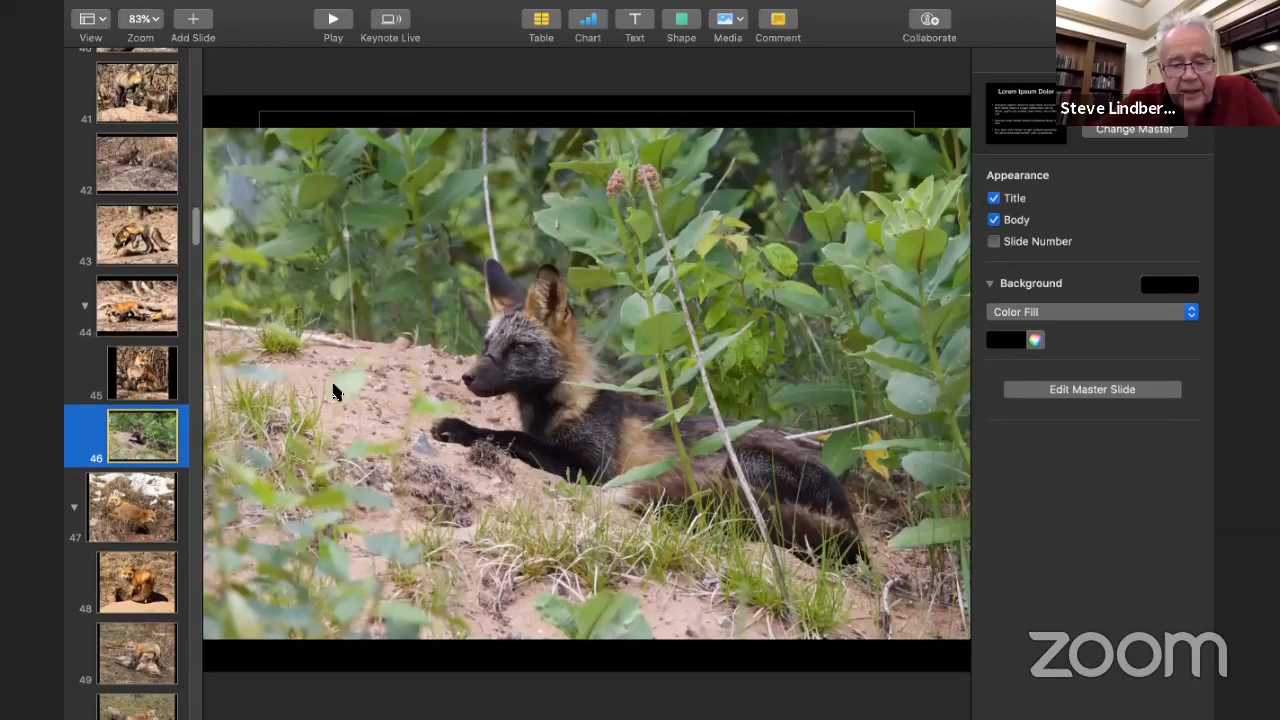 83%
View
Zoom
Add Slide
Play
Keynote Live
Table
Chart
Text
Shape
Media
Comment
Collaborate
Steve Lindber...
Lorem Ipsum Dolor
Change Master
Appearance
Title
Body
Slide Number
Background
Color Fill
Edit Master Slide
41
42
43
44
45
46
47
48
49
zoom